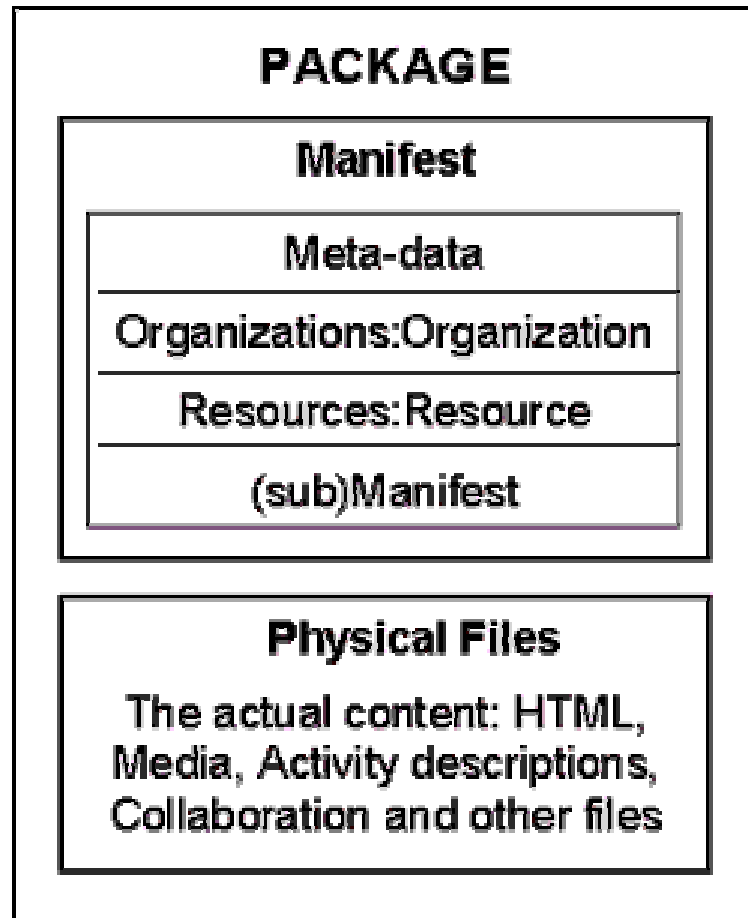 PACKAGE
Manifest
Meta-data
Organizations:Organization
Resources:Resource
(sub)Manifest
Physical Files
The actual content: HTML,
Media, Activity descriptions,
Collaboration and other files